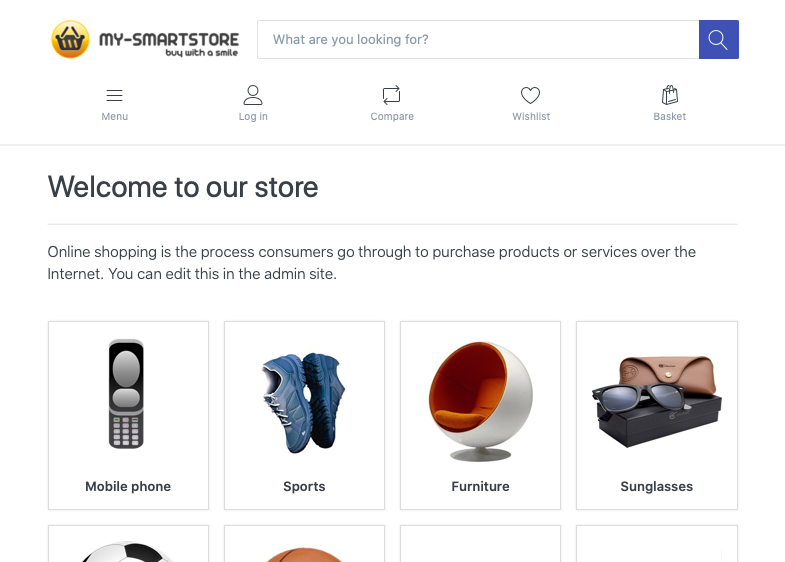 MY-SMARTSTORE
buy with a smile
What are you looking for?
Menu
Log in
Compare
Wishlist
Basket
Welcome to our store
Online shopping is the process consumers go through to purchase products or services over the
Internet. You can edit this in the admin site.
Mobile phone
Sports
Furniture
Sunglasses